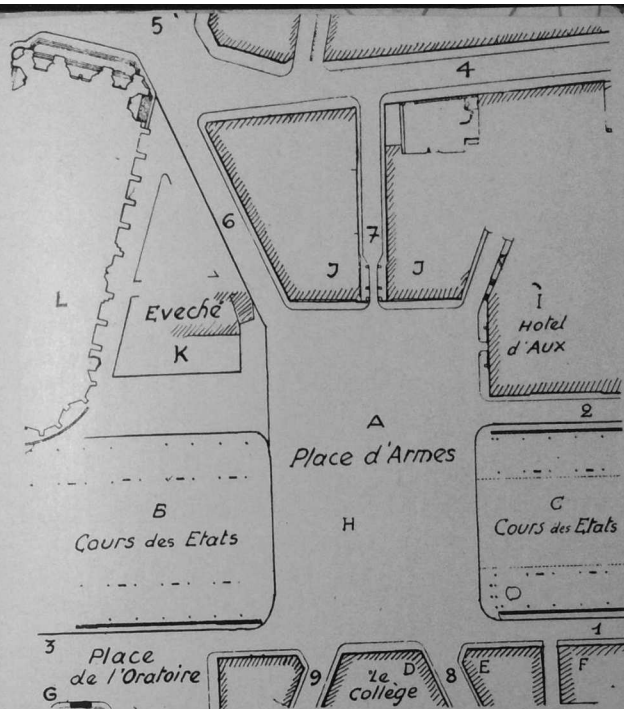 5
4
6
7
J
J
I
Hotel
d'Aux
L
Evêché
K
2
A
Place d'Armes
B
Cours des Etats
H
C
Cours des Etats
1
3
Place
de l'Oratoire
G
9
Le
Collège
D
8
E
F